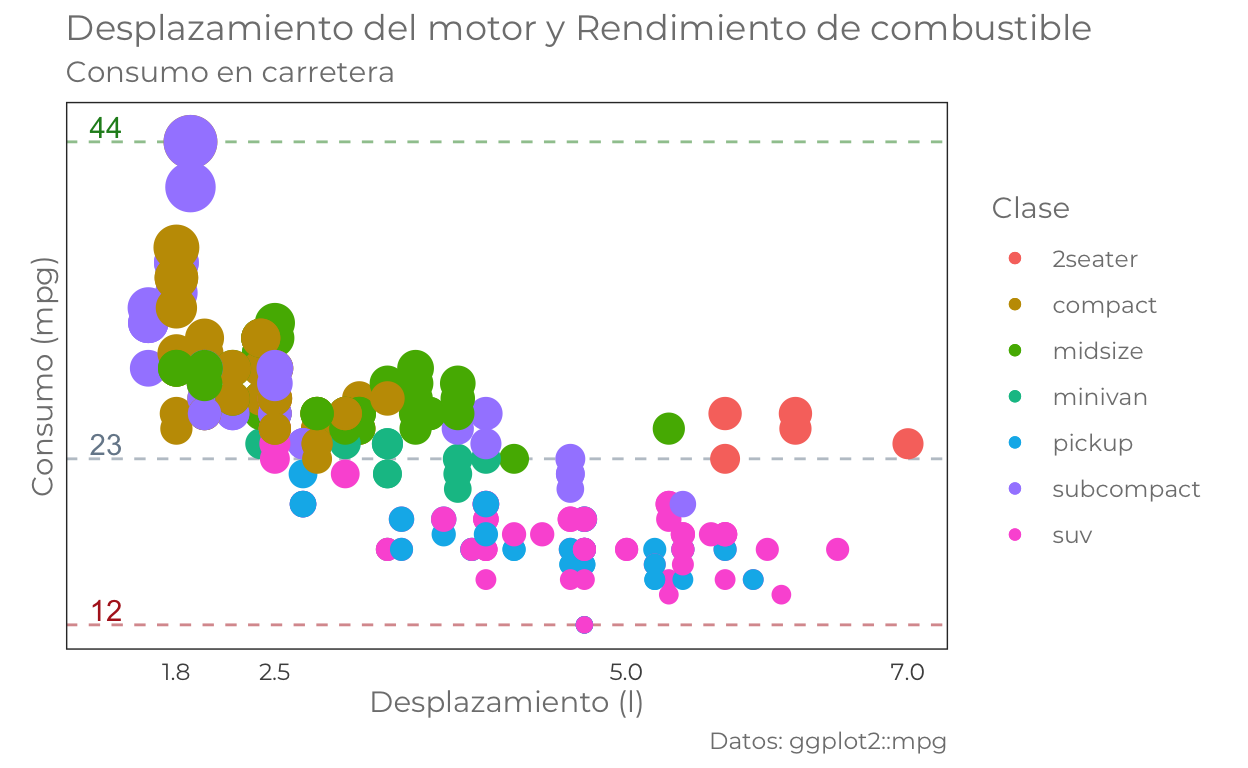 Desplazamiento del motor y Rendimiento de combustible
Consumo en carretera
44
23
12
Consumo (mpg)
1.8 2.5 5.0 7.0
Desplazamiento (l)
Datos: ggplot2::mpg
Clase
2seater
compact
midsize
minivan
pickup
subcompact
suv